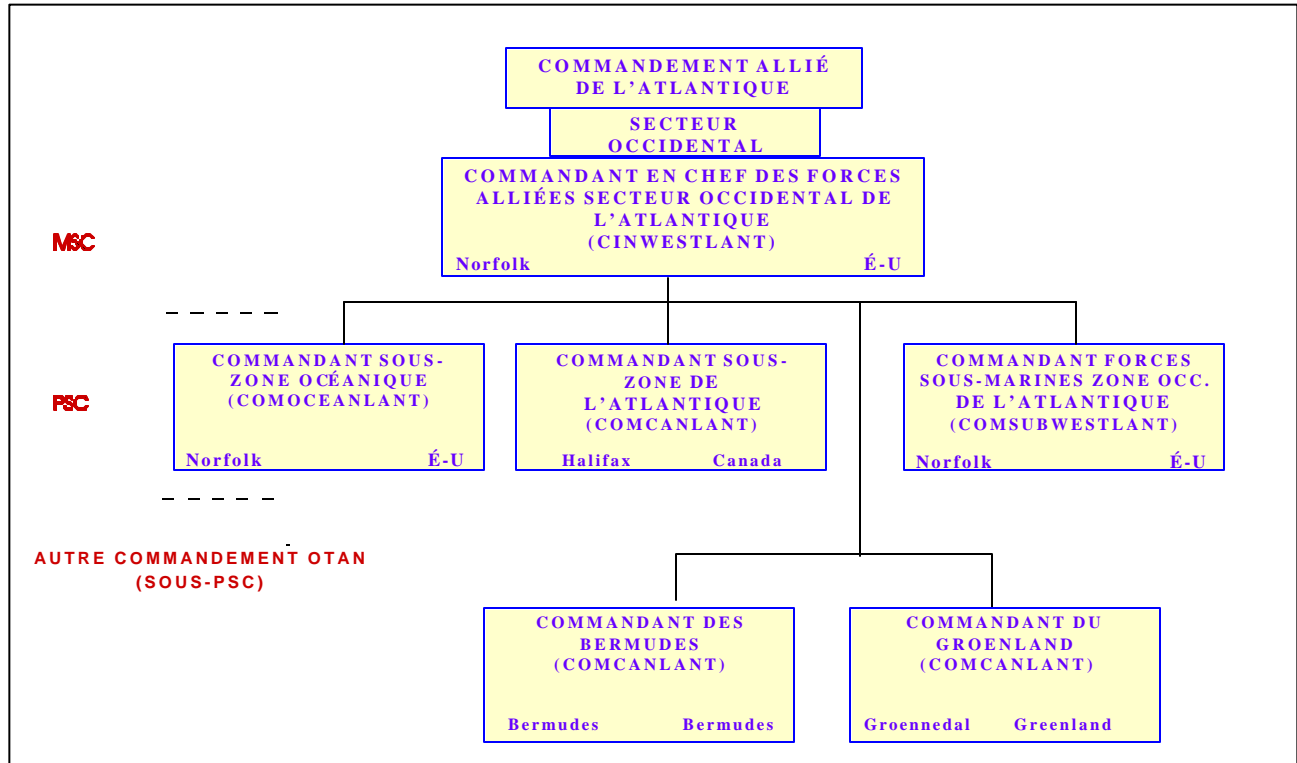 COMMANDEMENT ALLIÉ
DE L'ATLANTIQUE
SECTEUR
OCCIDENTAL
COMMANDANT EN CHEF DES FORCES
ALLIÉES SECTEUR OCCIDENTAL DE
L'ATLANTIQUE
(CINWESTLANT)
Norfolk É-U
MSC
COMMANDANT SOUS-
ZONE OCÉANIQUE
(COMOCEANLANT)
Norfolk É-U
COMMANDANT SOUS-
ZONE DE
L'ATLANTIQUE
(COMCANLANT)
Halifax Canada
COMMANDANT FORCES
SOUS-MARINES ZONE OCC.
DE L'ATLANTIQUE
(COMSUBWESTLANT)
Norfolk É-U
PSC
AUTRE COMMANDEMENT OTAN
(SOUS-PSC)
COMMANDANT DES
BERMUDES
(COMCANLANT)
Bermudes Bermudes
COMMANDANT DU
GROENLAND
(COMCANLANT)
Groennedal Greenland